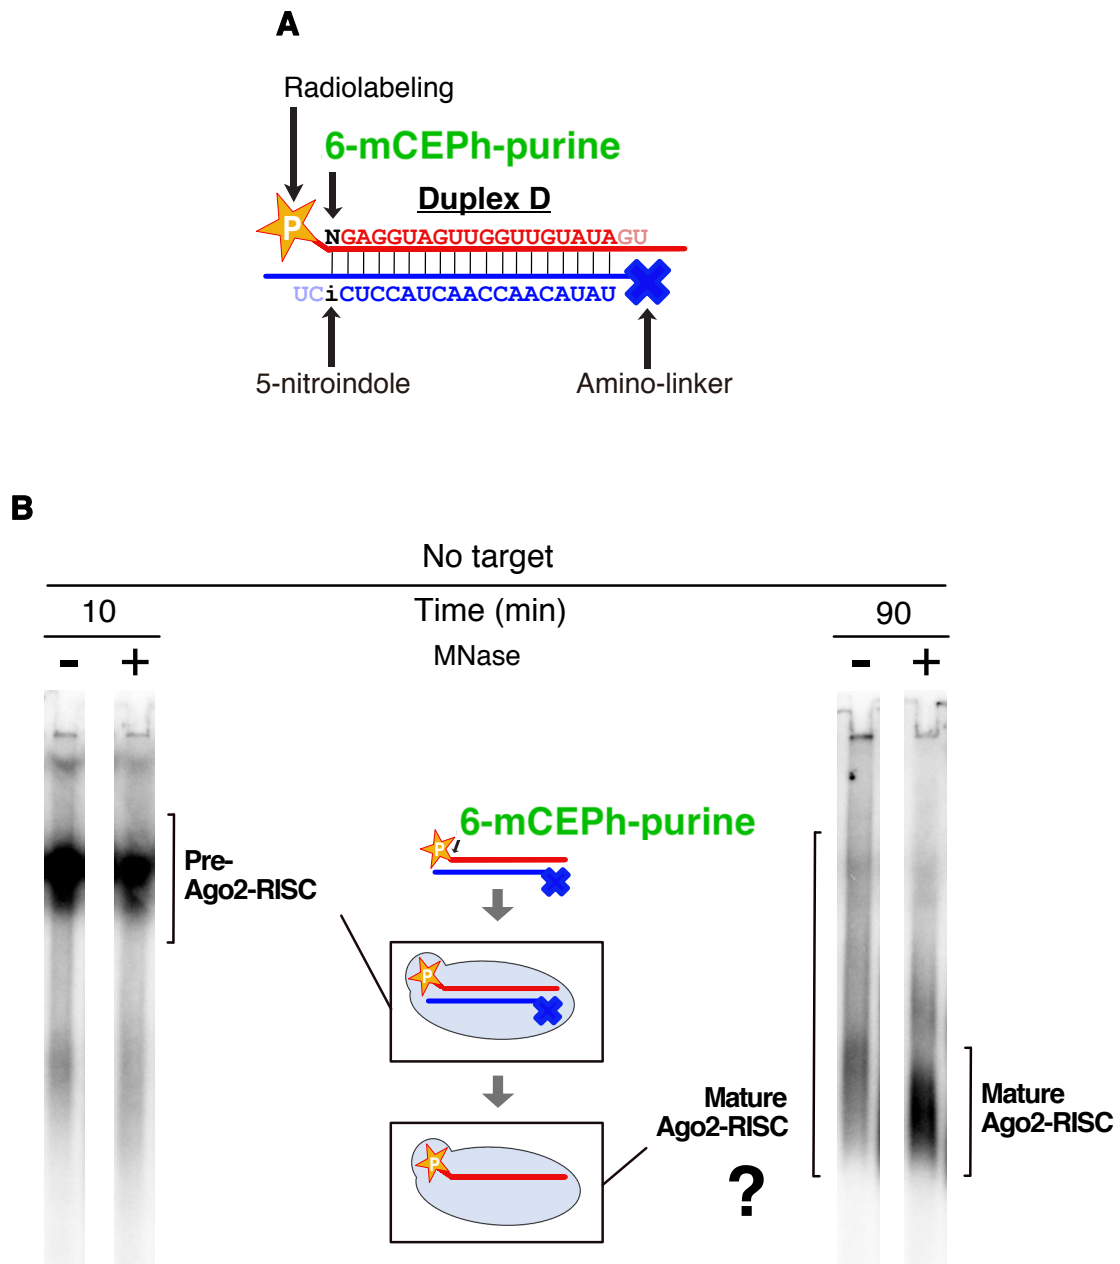 A
Radiolabeling
6-mCEPh-purine
Duplex D
P
NGAGGUAGUUGGUUGUAUAGU
UCiCUCCAUCAACCAACAUAU
5-nitroindole
Amino-linker
B
No target
10
Time (min)
90
- +
MNase
- +
6-mCEPh-purine
P
Pre-
Ago2-RISC
P
Mature
Ago2-RISC
Mature
Ago2-RISC
P
?